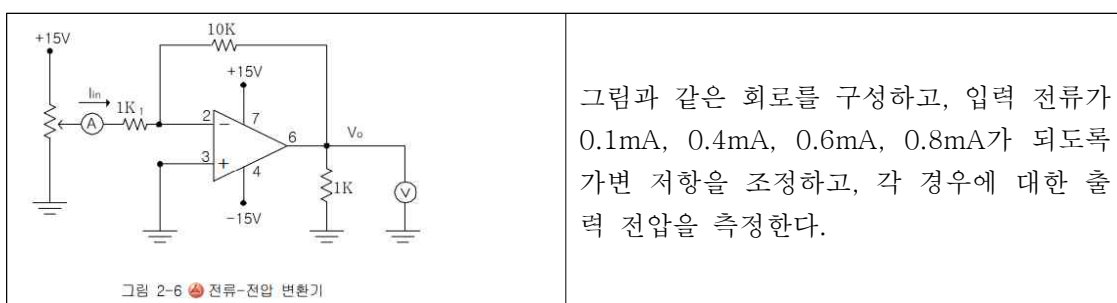 10K
+15V
+15V
Iin
1K1
2
7
6
Vo
A
3
4
1K
V
-15V
그림 2-6 전류-전압 변환기
그림과 같은 회로를 구성하고, 입력 전류가
0.1mA, 0.4mA, 0.6mA, 0.8mA가 되도록
가변 저항을 조정하고, 각 경우에 대한 출
력 전압을 측정한다.